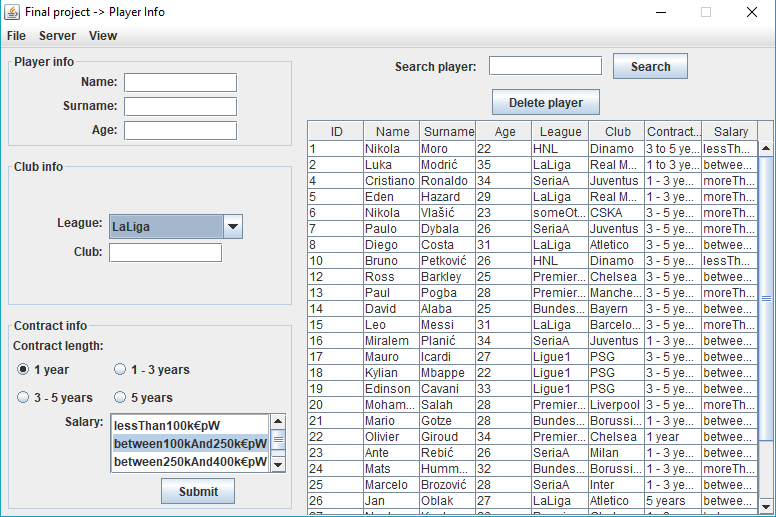 Final project -> Player Info
File Server View
Player info
Name:
Surname:
Age:
Club info
League: LaLiga
Club:
Contract info
Contract length:
1 year 1 - 3 years
3 - 5 years 5 years
Salary: lessThan100k€pW
between100kAnd250k€pW
between250kAnd400k€pW
Submit
Search player: Search
Delete player
ID Name Surname Age League Club Contract... Salary
1 Nikola Moro 22 HNL Dinamo 3 to 5 ye... lessTh...
2 Luka Modrić 35 LaLiga Real M... 1 to 3 ye... betwee...
4 Cristiano Ronaldo 34 SeriaA Juventus 1 - 3 ye... moreTh...
5 Eden Hazard 29 LaLiga Real M... 1 - 3 ye... moreTh...
6 Nikola Vlašić 23 someOt... CSKA 3 - 5 ye... betwee...
7 Paulo Dybala 26 SeriaA Juventus 3 - 5 ye... moreTh...
8 Diego Costa 31 LaLiga Atletico 3 - 5 ye... betwee...
10 Bruno Petković 26 HNL Dinamo 3 - 5 ye... lessTh...
12 Ross Barkley 25 Premier... Chelsea 3 - 5 ye... betwee...
13 Paul Pogba 28 Premier... Manche... 3 - 5 ye... moreTh...
14 David Alaba 25 Bundes... Bayern 3 - 5 ye... betwee...
15 Leo Messi 31 LaLiga Barcelo... 3 - 5 ye... moreTh...
16 Miralem Planić 34 SeriaA Juventus 1 - 3 ye... betwee...
17 Mauro Icardi 27 Ligue1 PSG 3 - 5 ye... betwee...
18 Kylian Mbappe 22 Ligue1 PSG 3 - 5 ye... betwee...
19 Edinson Cavani 33 Ligue1 PSG 3 - 5 ye... betwee...
20 Moham... Salah 28 Premier... Liverpool 3 - 5 ye... moreTh...
21 Mario Gotze 28 Bundes... Borussi... 1 - 3 ye... betwee...
22 Olivier Giroud 34 Premier... Chelsea 1 year betwee...
23 Ante Rebić 26 SeriaA Milan 1 - 3 ye... betwee...
24 Mats Humm... 32 Bundes... Borussi... 1 - 3 ye... moreTh...
25 Marcelo Brozović 28 SeriaA Inter 1 - 3 ye... betwee...
26 Jan Oblak 27 LaLiga Atletico 5 years betwee...